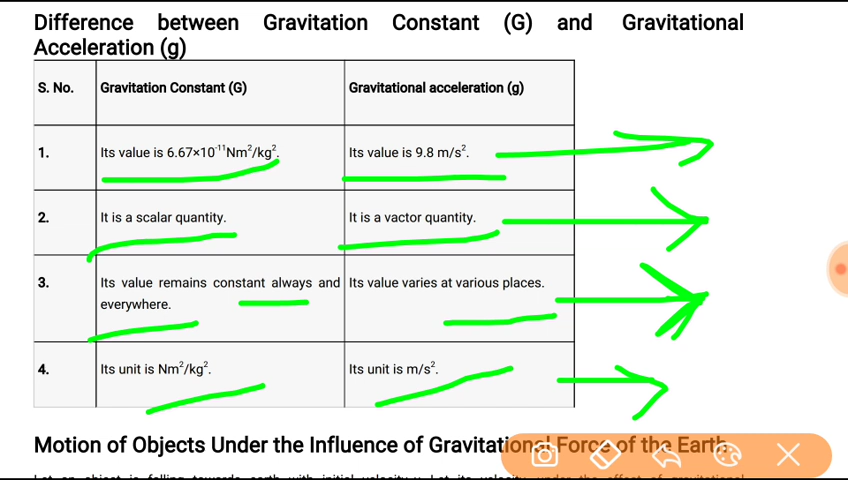 Difference between Gravitation Constant (G) and Gravitational
Acceleration (g)
S. No. Gravitation Constant (G) Gravitational acceleration (g)
1. Its value is 6.67×10⁻¹¹Nm²/kg². Its value is 9.8 m/s².
2. It is a scalar quantity. It is a vactor quantity.
3. Its value remains constant always and Its value varies at various places.
everywhere.
4. Its unit is Nm²/kg². Its unit is m/s².
Motion of Objects Under the Influence of Gravitational Force of the Earth